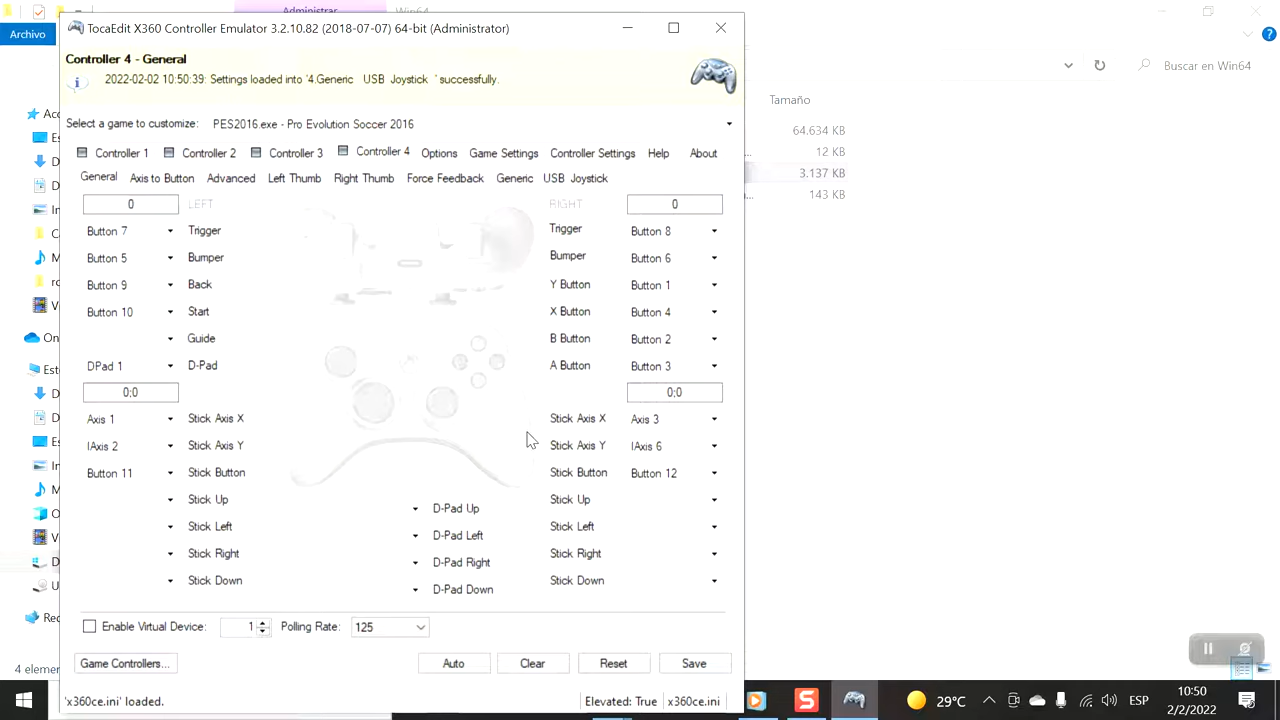 Administrar
Win64
Archivo
TocaEdit X360 Controller Emulator 3.2.10.82 (2018-07-07) 64-bit (Administrator)
Controller 4 - General
2022-02-02 10:50:39: Settings loaded into '4.Generic USB Joystick ' successfully.
Buscar en Win64
Tamaño
Select a game to customize: PES2016.exe - Pro Evolution Soccer 2016
64.634 KB
Controller 1 Controller 2 Controller 3 Controller 4 Options Game Settings Controller Settings Help About
12 KB
General Axis to Button Advanced Left Thumb Right Thumb Force Feedback Generic USB Joystick
3.137 KB
143 KB
0 LEFT RIGHT 0
Button 7 Trigger Trigger Button 8
Button 5 Bumper Bumper Button 6
Button 9 Back Y Button Button 1
Button 10 Start X Button Button 4
Guide B Button Button 2
DPad 1 D-Pad A Button Button 3
0;0 0;0
Axis 1 Stick Axis X Stick Axis X Axis 3
IAxis 2 Stick Axis Y Stick Axis Y IAxis 6
Button 11 Stick Button Stick Button Button 12
Stick Up D-Pad Up Stick Up
Stick Left D-Pad Left Stick Left
Stick Right D-Pad Right Stick Right
Stick Down D-Pad Down Stick Down
Enable Virtual Device: 1 Polling Rate: 125
Game Controllers... Auto Clear Reset Save
4 eleme
'x360ce.ini' loaded. Elevated: True x360ce.ini
29°C ESP 10:50
2/2/2022